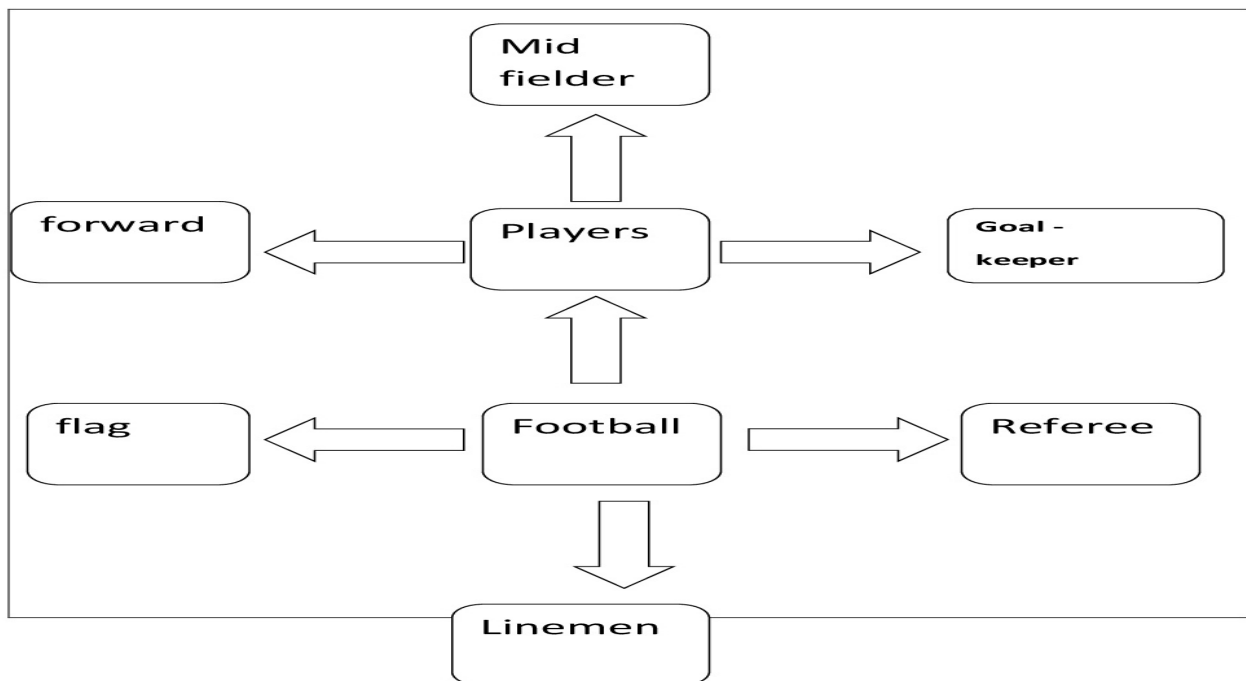 Mid
fielder
forward
Players
Goal -
keeper
flag
Football
Referee
Linemen